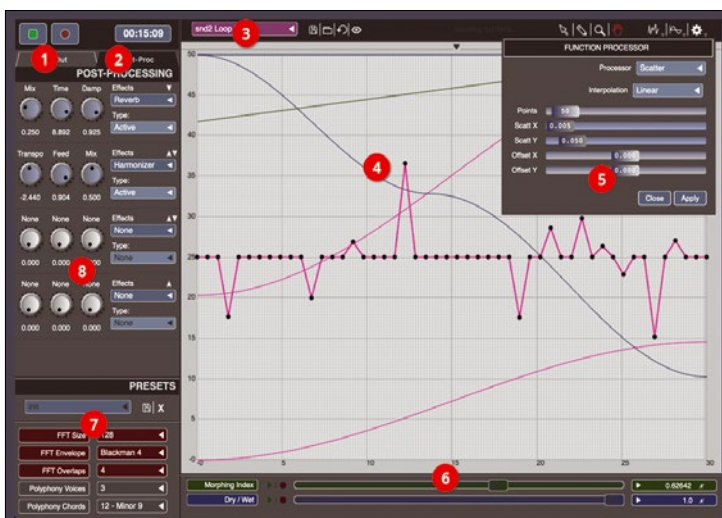 00:15:09
snd2 Loop
1
2
3
ut
t-Proc
POST-PROCESSING
Mix Time Damp Effects
Reverb
Type:
0.250 8.892 0.925 Active
Transpo Feed Mix Effects
Harmonizer
Type:
-2.440 0.904 0.500 Active
None None None Effects
None
Type:
0.000 0.000 None
8
None None None Effects
None
Type:
0.000 0.000 0.000 None
PRESETS
X
7
FFT Size 128
FFT Envelope Blackman 4
FFT Overlaps 4
Polyphony Voices 3
Polyphony Chords 12 - Minor 9
50
45
40
35
30
25
20
15
10
5
0 5 10 15 20 25 30
4
FUNCTION PROCESSOR
Processor Scatter
Interpolation Linear
Points 50
Scatt X 0.005
Scatt Y 0.050
Offset X 0.000
Offset Y 0.000
5
Close Apply
6
Morphing Index 0.62642 x
Dry / Wet 1.0 x